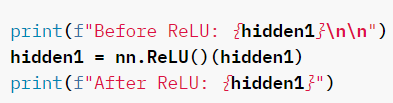 print(f"Before ReLU: {hidden1}\n\n")
hidden1 = nn.ReLU()(hidden1)
print(f"After ReLU: {hidden1}")